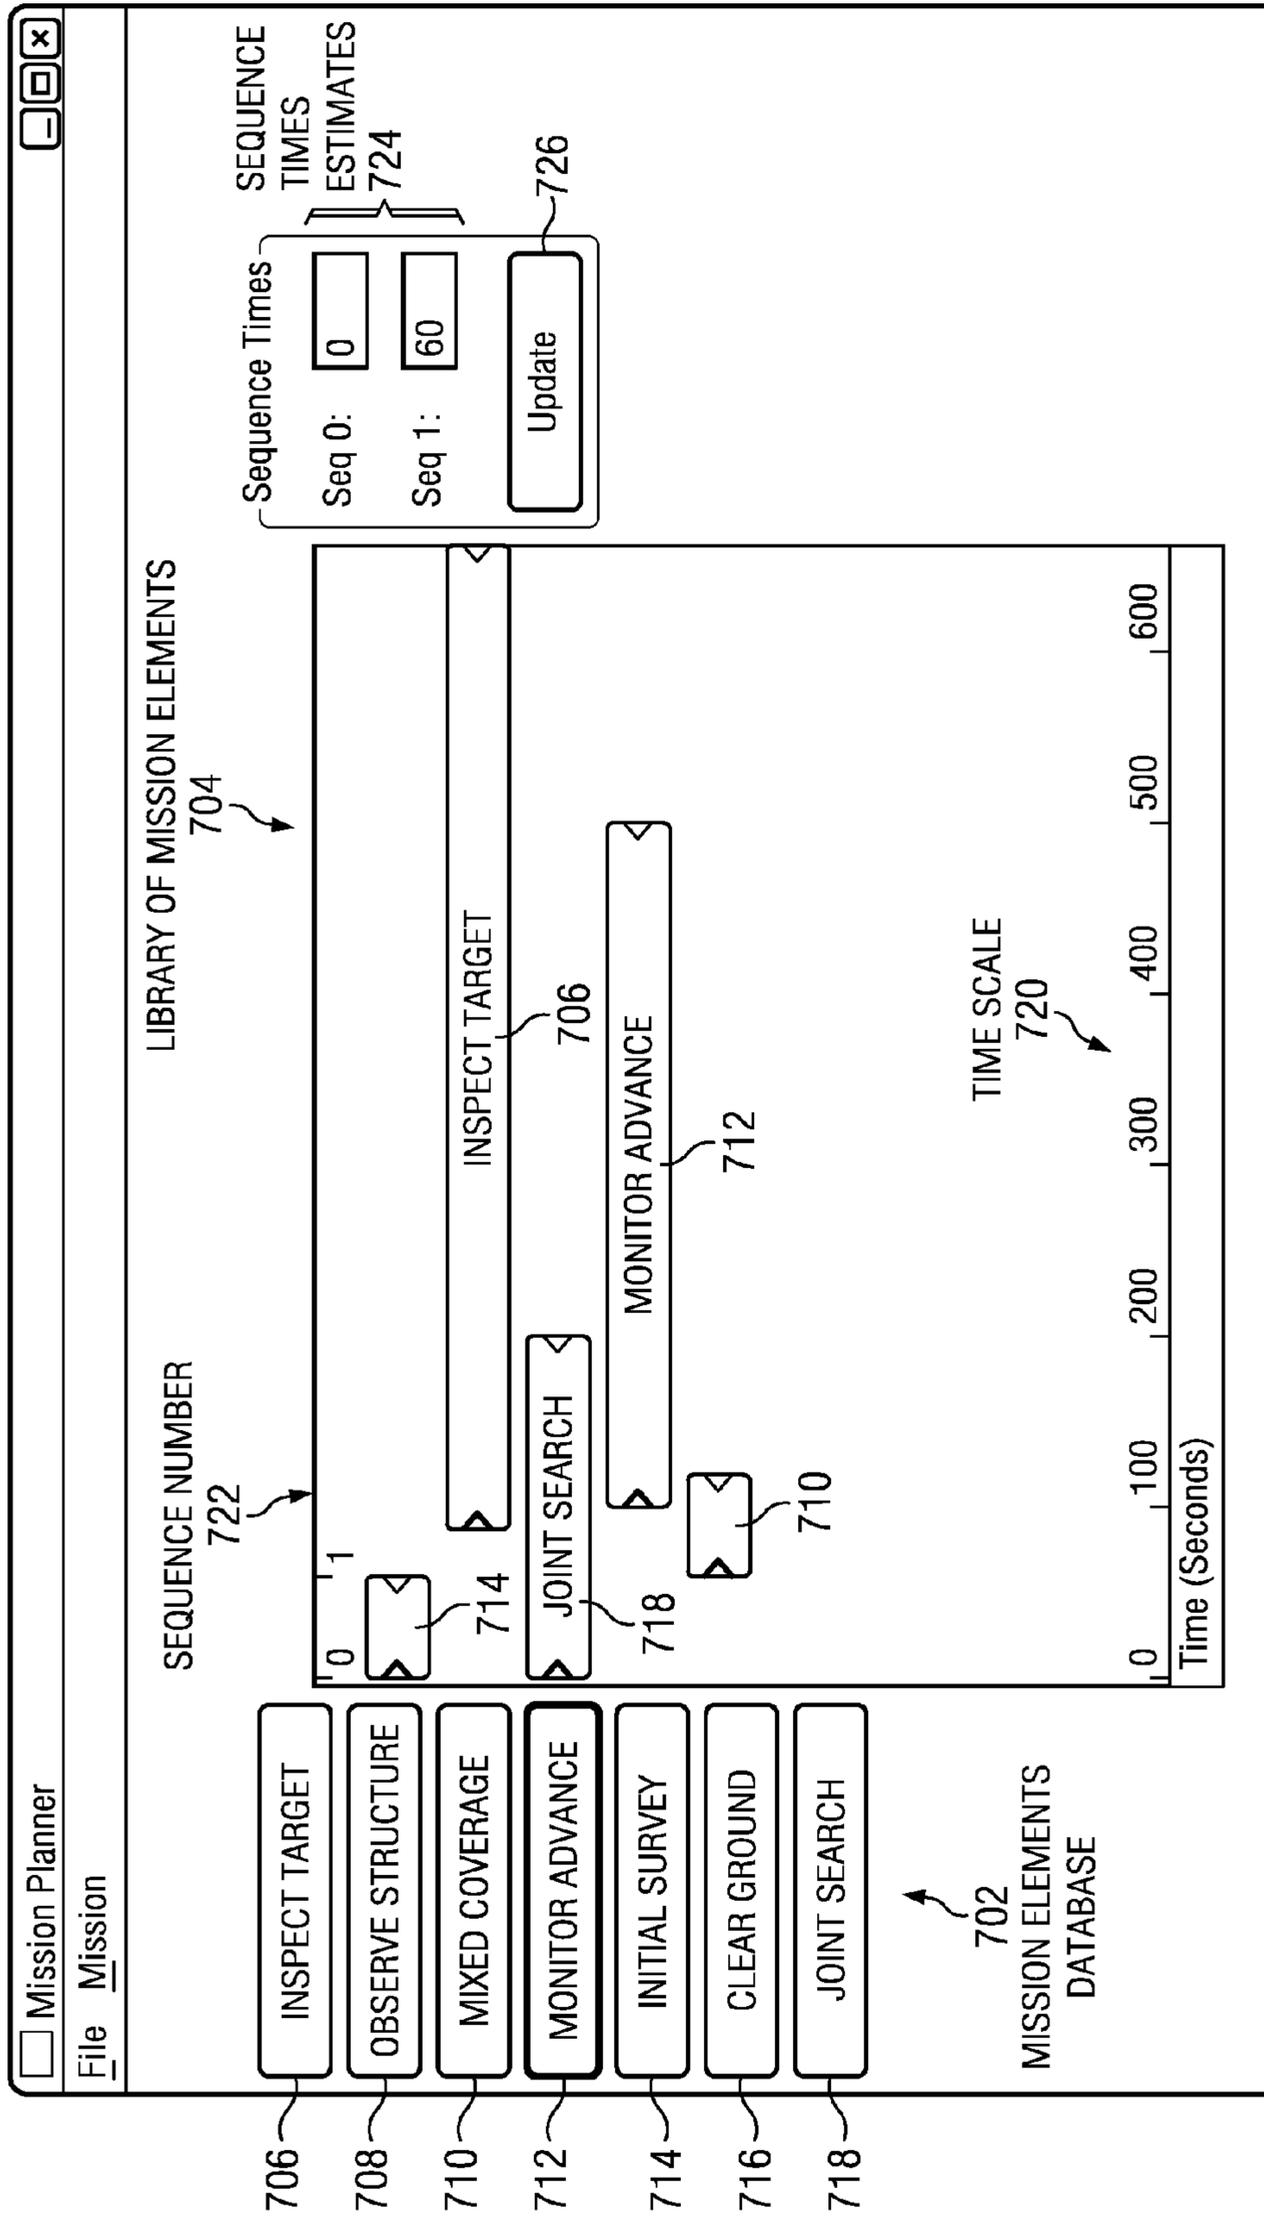 Mission Planner
File Mission
LIBRARY OF MISSION ELEMENTS
704
SEQUENCE NUMBER
722
SEQUENCE
TIMES
ESTIMATES
724
Sequence Times
Seq 0: 0
Seq 1: 60
Update
726
706 INSPECT TARGET
708 OBSERVE STRUCTURE
710 MIXED COVERAGE
712 MONITOR ADVANCE
714 INITIAL SURVEY
716 CLEAR GROUND
718 JOINT SEARCH
702
MISSION ELEMENTS
DATABASE
0 1
714
INSPECT TARGET
706
JOINT SEARCH
718
MONITOR ADVANCE
712
710
TIME SCALE
720
0 100 200 300 400 500 600
Time (Seconds)